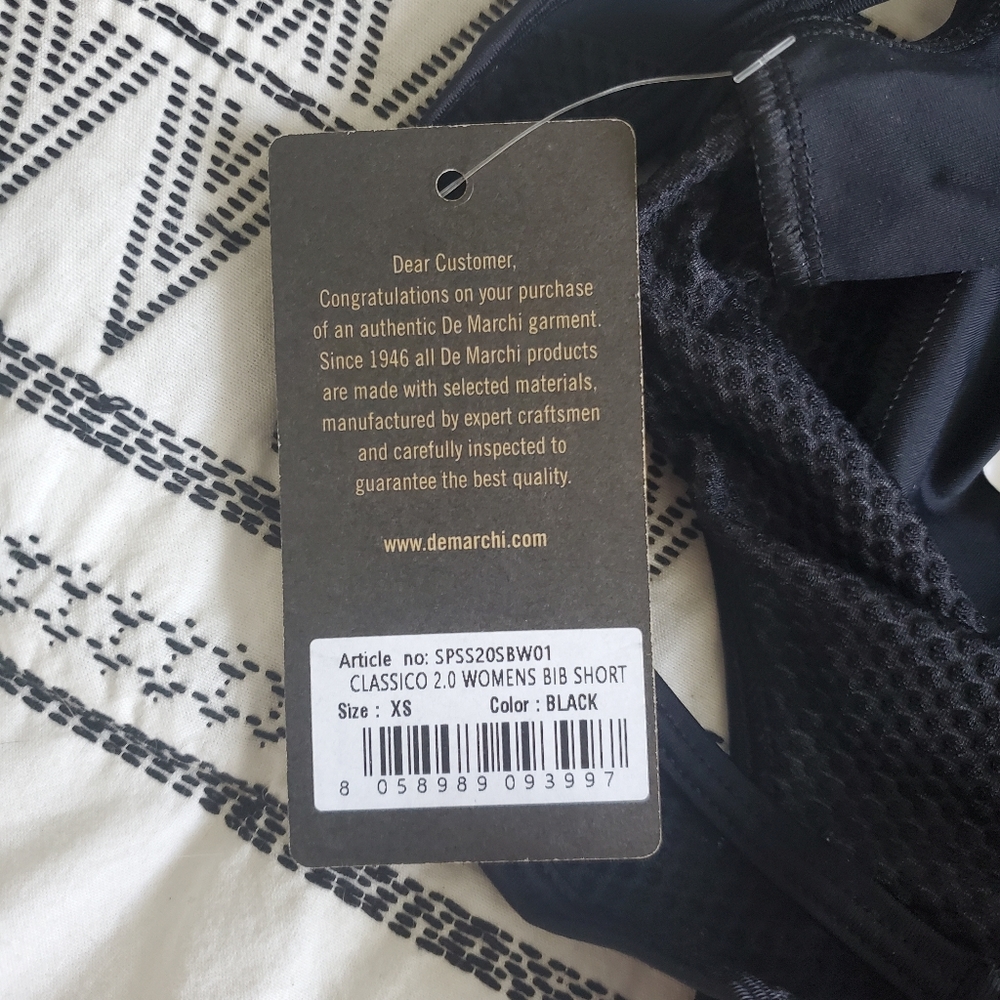 Dear Customer,
Congratulations on your purchase
of an authentic De Marchi garment.
Since 1946 all De Marchi products
are made with selected materials,
manufactured by expert craftsmen
and carefully inspected to
guarantee the best quality.
www.demarchi.com
Article no: SPSS20SBW01
CLASSICO 2.0 WOMENS BIB SHORT
Size : XS Color : BLACK
8 058989 093997